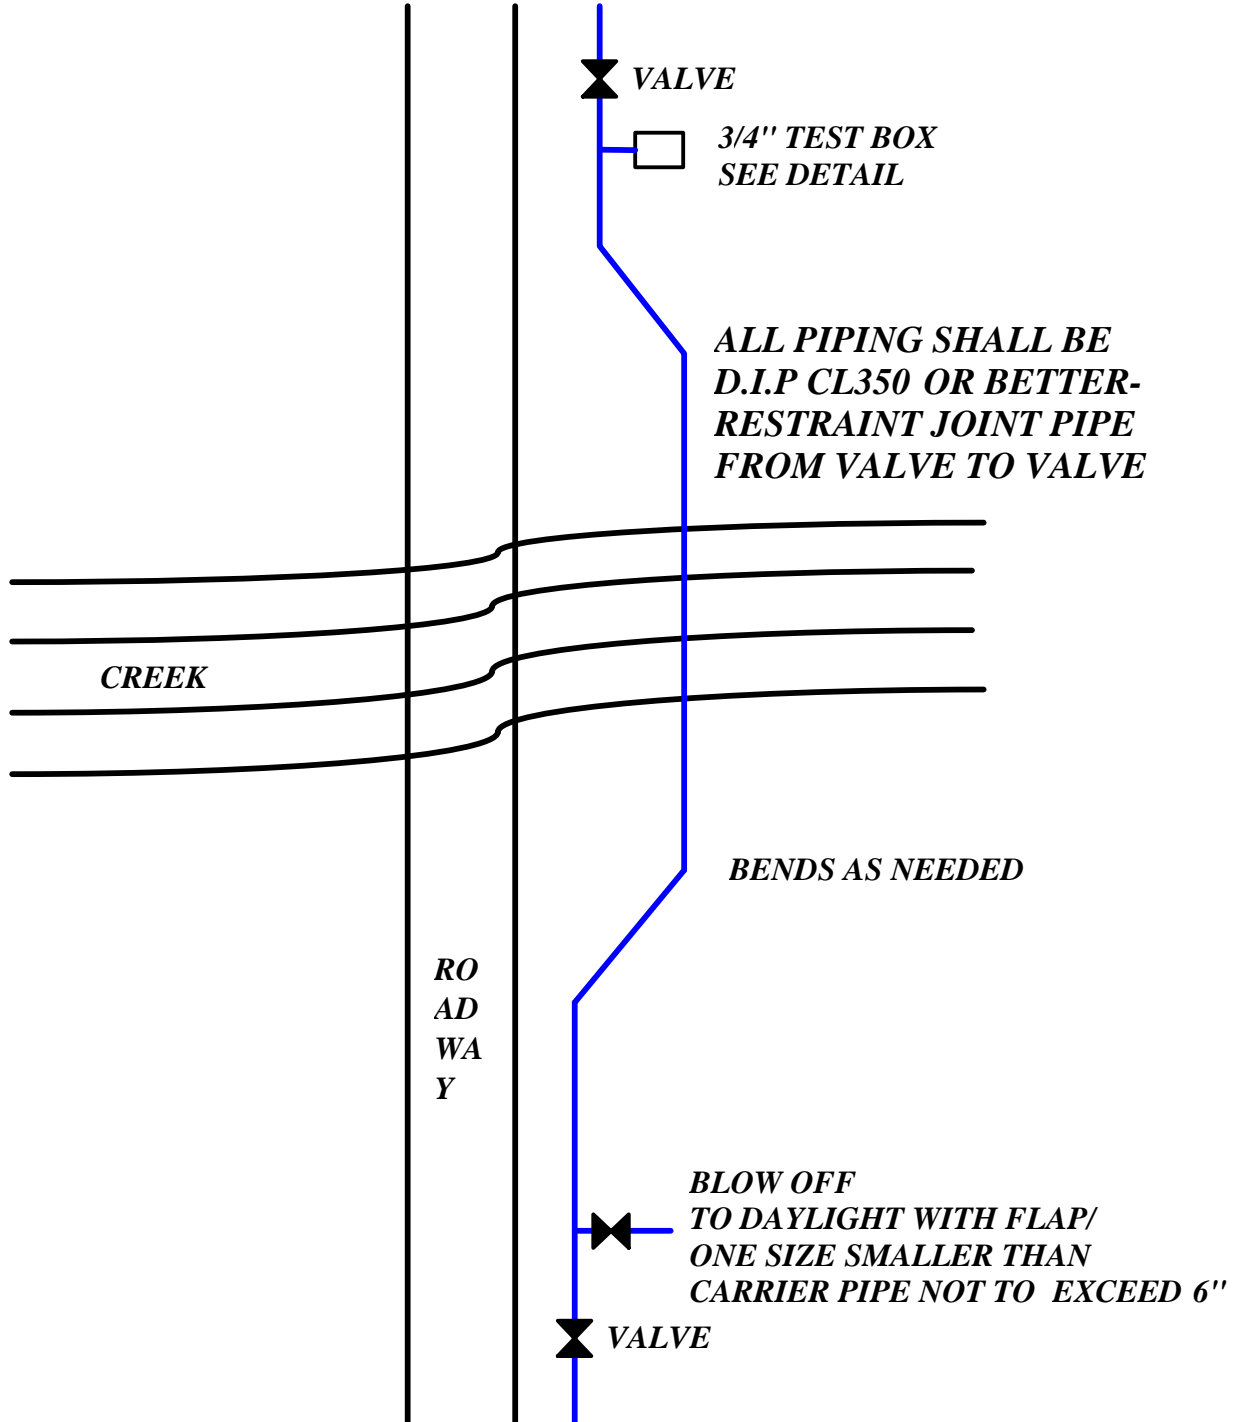 VALVE
3/4" TEST BOX
SEE DETAIL
ALL PIPING SHALL BE
D.I.P CL350 OR BETTER-
RESTRAINT JOINT PIPE
FROM VALVE TO VALVE
CREEK
BENDS AS NEEDED
RO
AD
WA
Y
BLOW OFF
TO DAYLIGHT WITH FLAP/
ONE SIZE SMALLER THAN
CARRIER PIPE NOT TO EXCEED 6"
VALVE